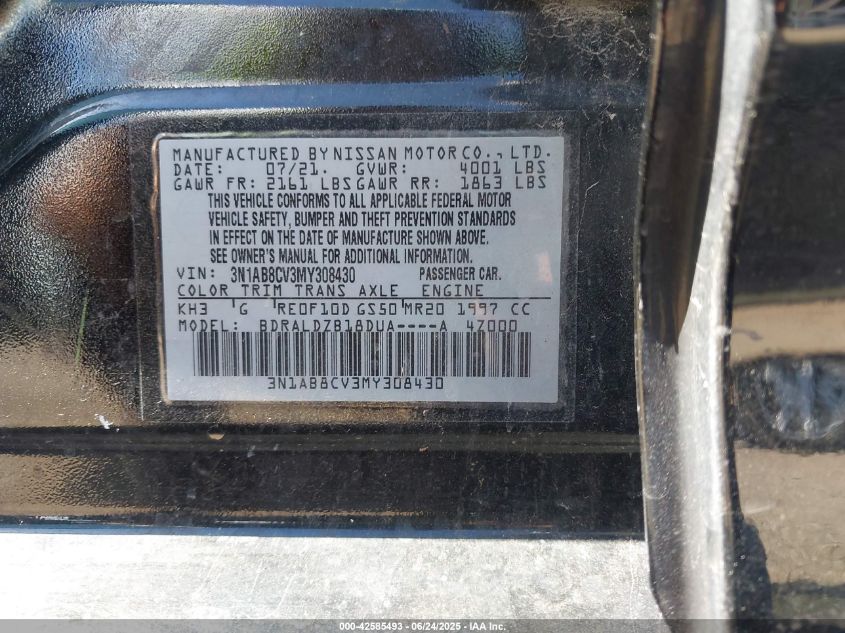 MANUFACTURED BY NISSAN MOTOR CO., LTD.
DATE: 07/21. GVWR: 4001 LBS
GAWR FR: 2161 LBS GAWR RR: 1863 LBS
THIS VEHICLE CONFORMS TO ALL APPLICABLE FEDERAL MOTOR
VEHICLE SAFETY, BUMPER AND THEFT PREVENTION STANDARDS
IN EFFECT ON THE DATE OF MANUFACTURE SHOWN ABOVE.
SEE OWNER'S MANUAL FOR ADDITIONAL INFORMATION.
VIN: 3N1AB8CV3MY308430 PASSENGER CAR.
COLOR TRIM TRANS AXLE ENGINE
KH3 G RE0F10D GS50 MR20 1997 CC
MODEL: BDRALDZB18DUA----A 4Z000
3N1AB8CV3MY308430
000-42585493 - 06/24/2025 - IAA Inc.